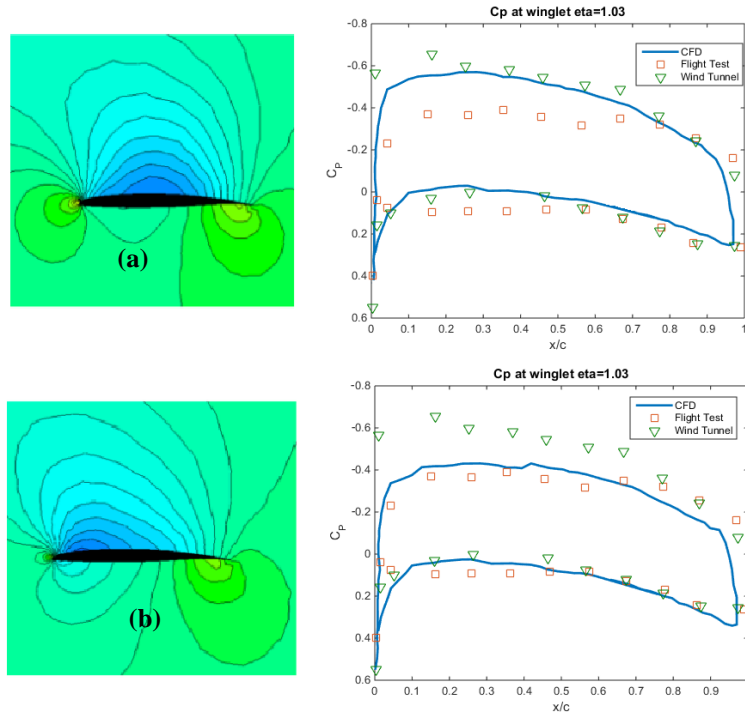 Cp at winglet eta=1.03
CFD
Flight Test
Wind Tunnel
-0.8
-0.6
-0.4
-0.2
0
0.2
0.4
0.6
C_P
0 0.1 0.2 0.3 0.4 0.5 0.6 0.7 0.8 0.9 1
x/c
(a)
Cp at winglet eta=1.03
CFD
Flight Test
Wind Tunnel
-0.8
-0.6
-0.4
-0.2
0
0.2
0.4
0.6
C_P
0 0.1 0.2 0.3 0.4 0.5 0.6 0.7 0.8 0.9 1
x/c
(b)